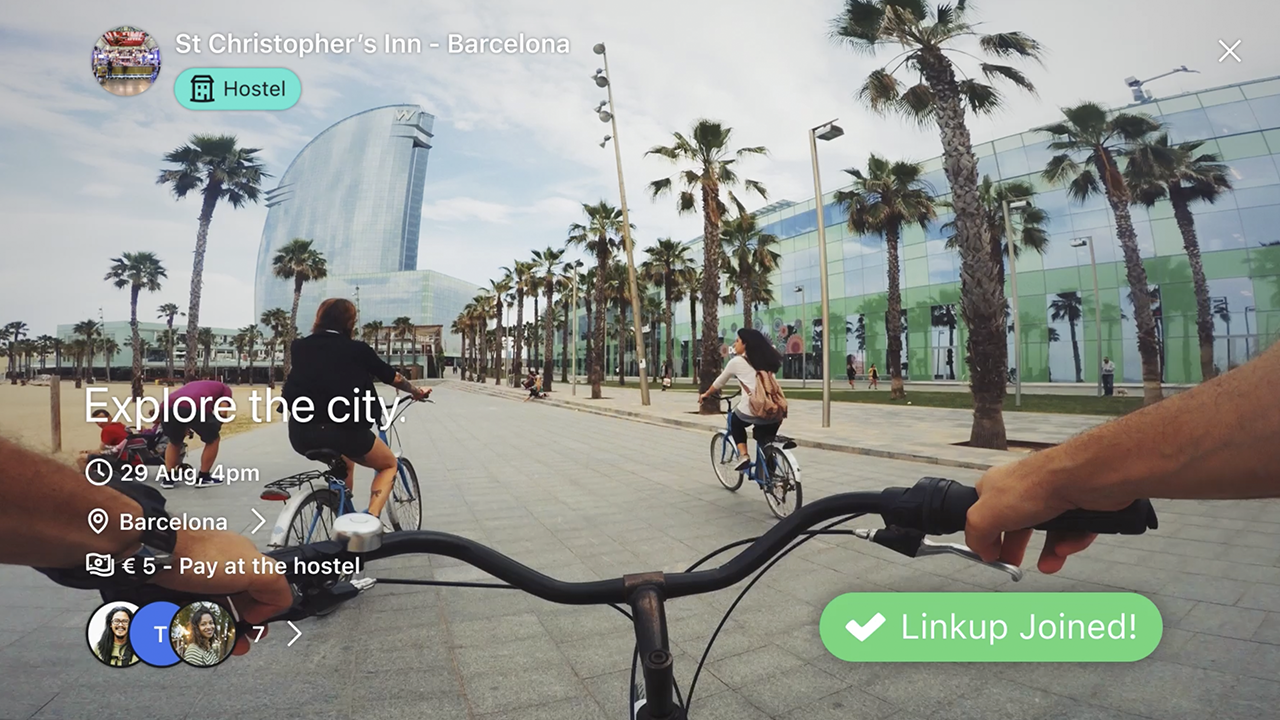 St Christopher's Inn - Barcelona
Hostel
W
Explore the city.
29 Aug, 4pm
Barcelona
€ 5 - Pay at the hostel
T
7
Linkup Joined!